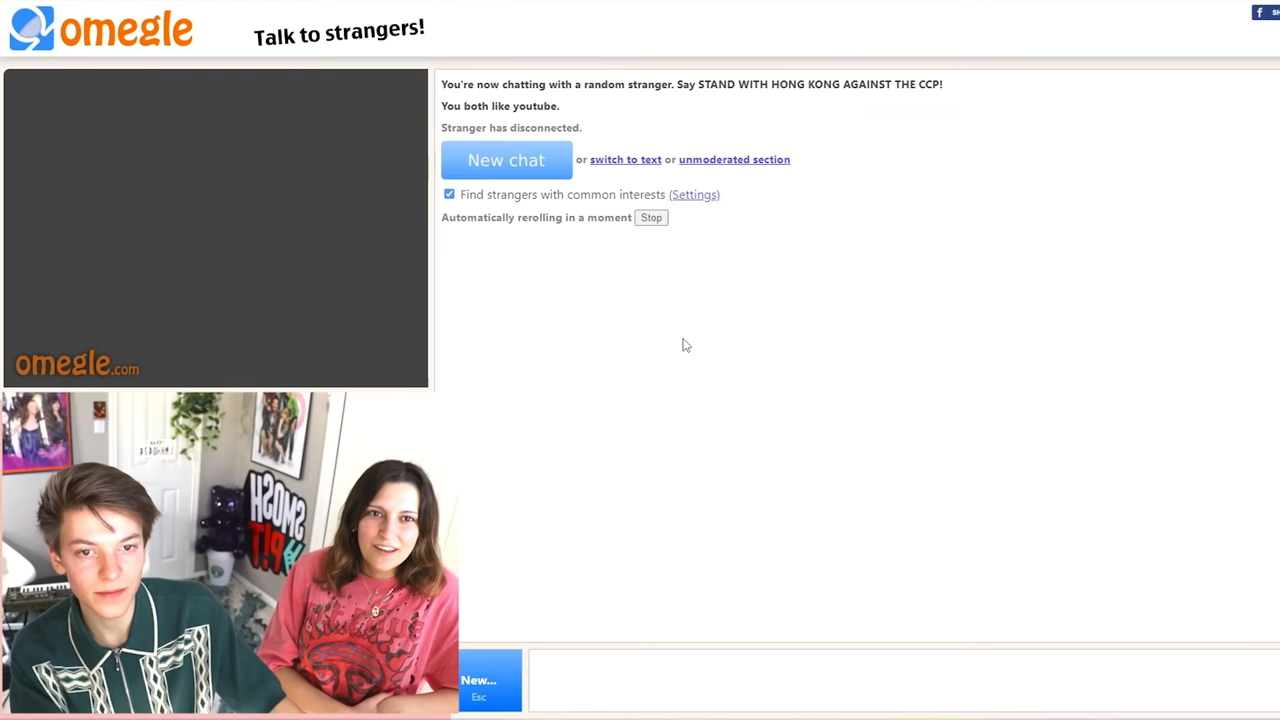 omegle
Talk to strangers!
You're now chatting with a random stranger. Say STAND WITH HONG KONG AGAINST THE CCP!
You both like youtube.
Stranger has disconnected.
New chat or switch to text or unmoderated section
Find strangers with common interests (Settings)
Automatically rerolling in a moment Stop
omegle.com
SMOSH
PIT
New...
Esc